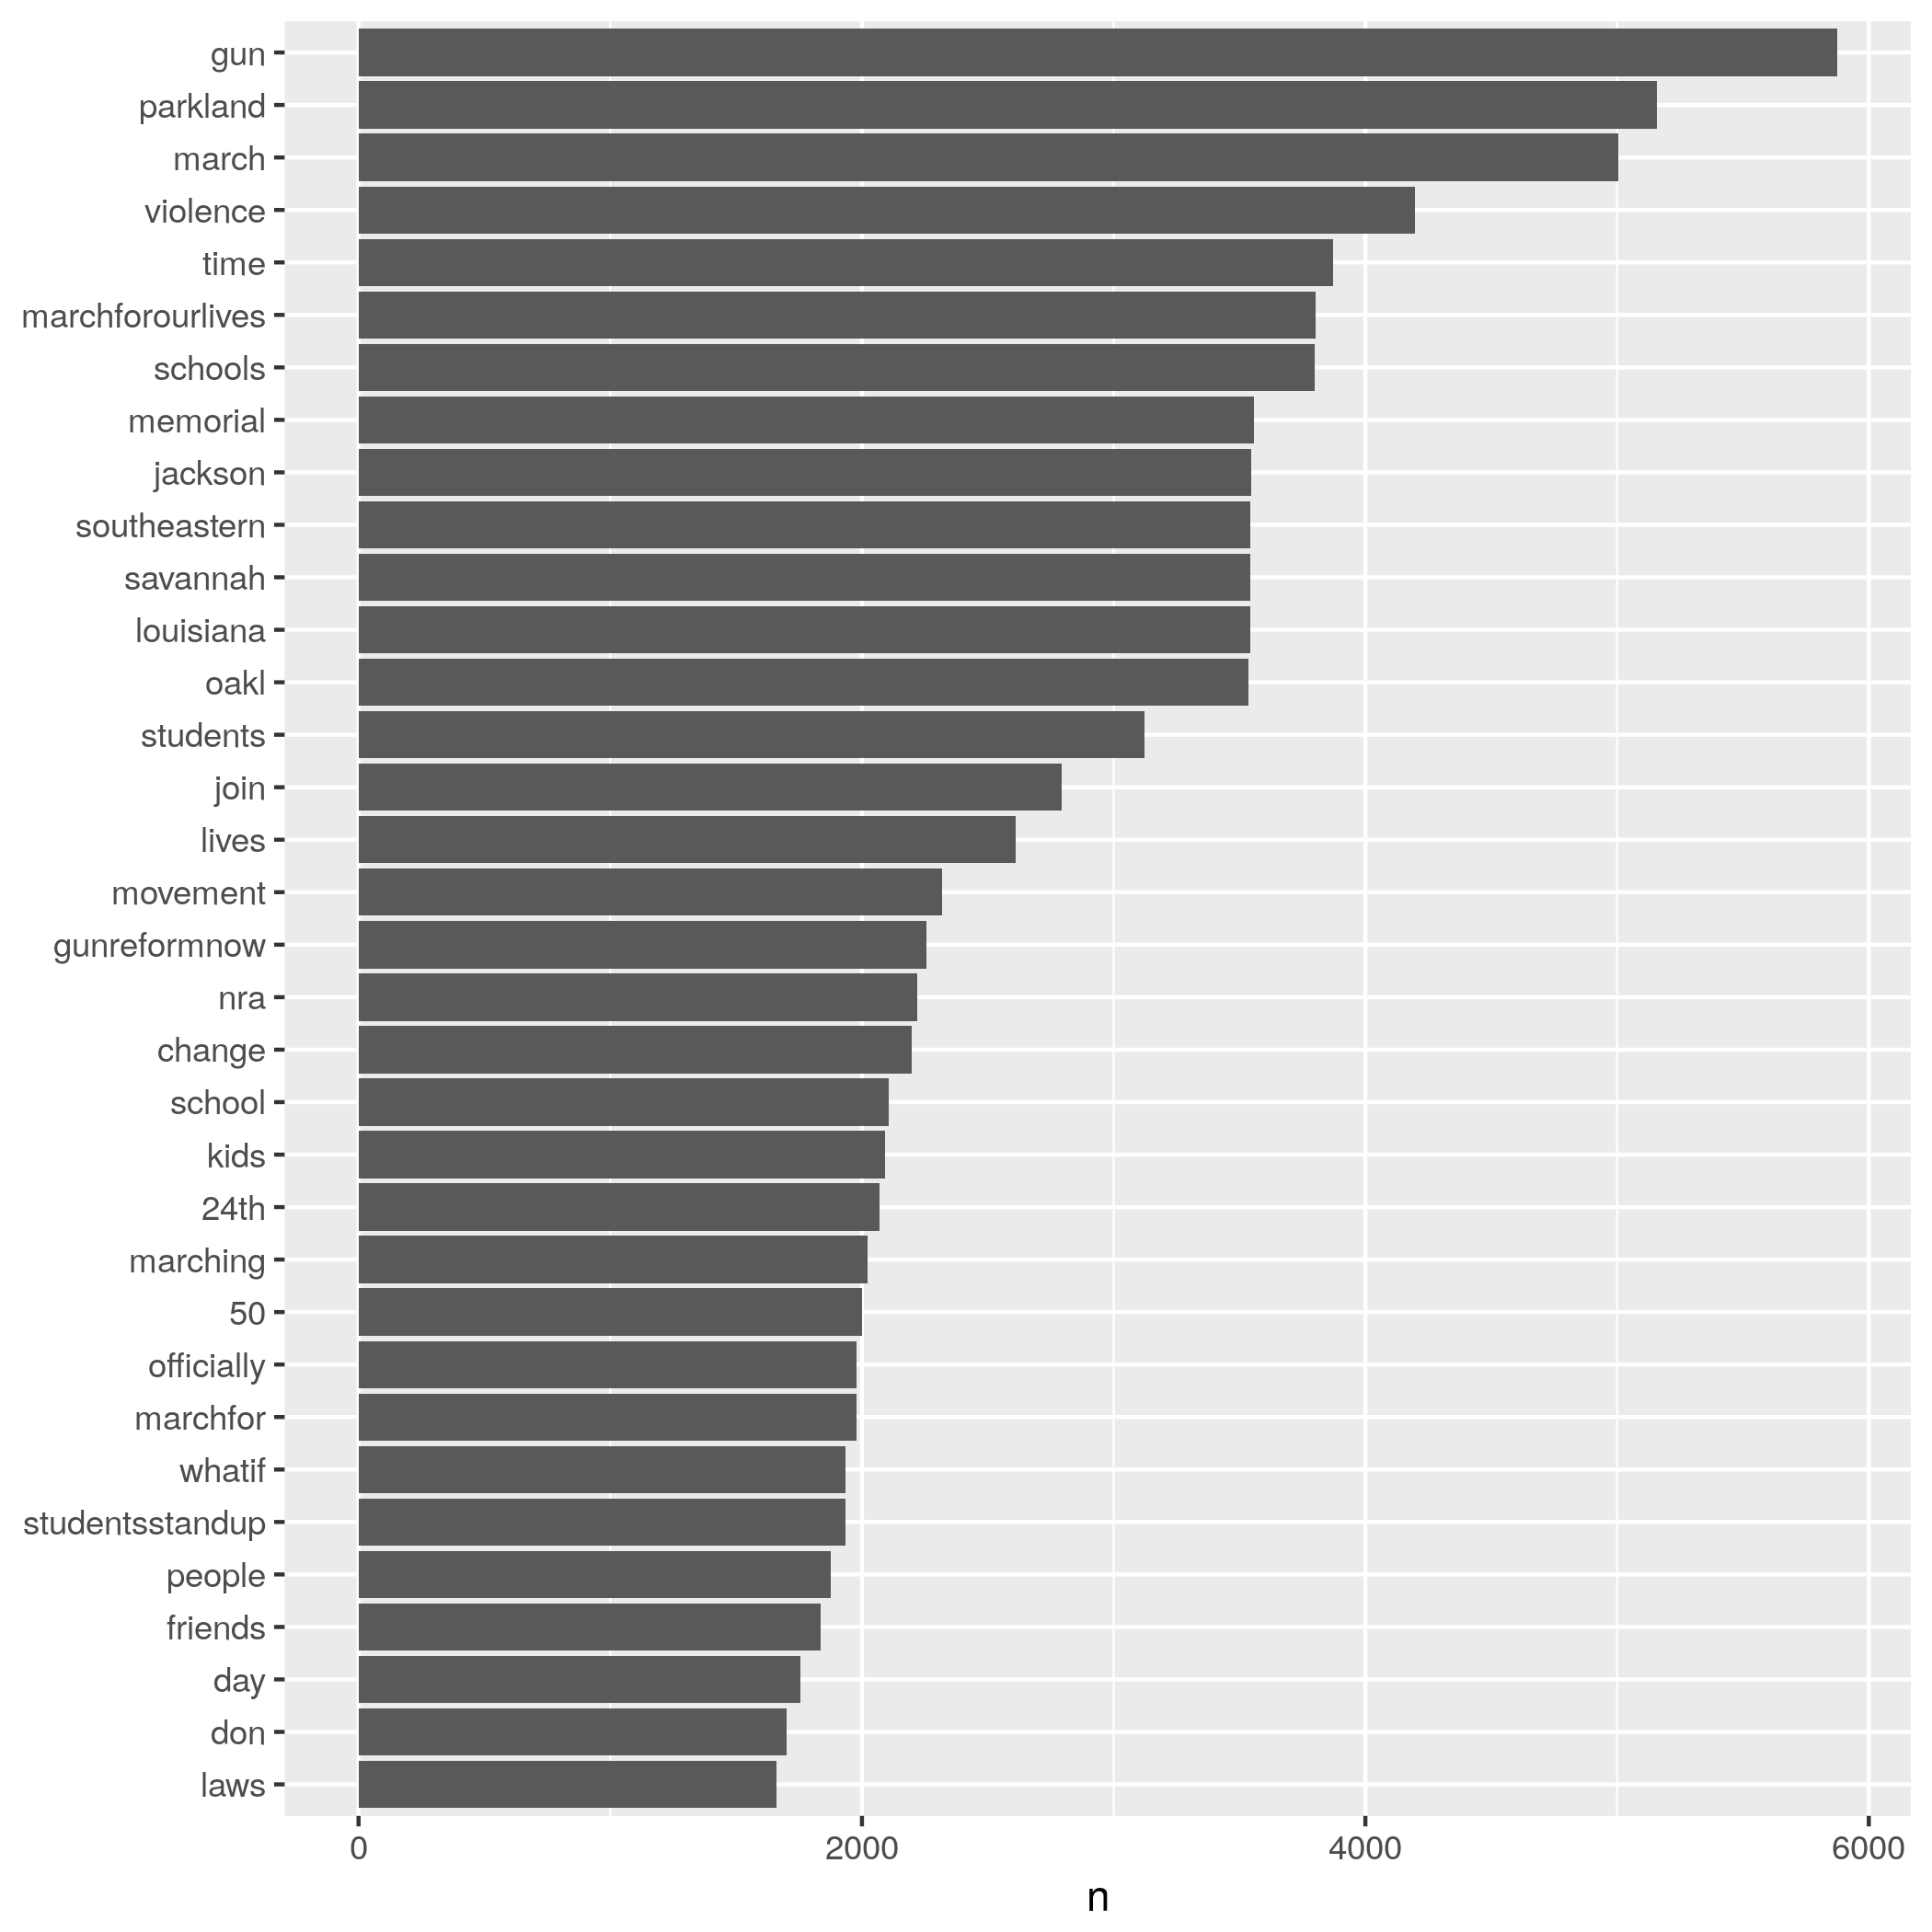 gun
parkland
march
violence
time
marchforourlives
schools
memorial
jackson
southeastern
savannah
louisiana
oakl
students
join
lives
movement
gunreformnow
nra
change
school
kids
24th
marching
50
officially
marchfor
whatif
studentsstandup
people
friends
day
don
laws
0 2000 4000 6000
n